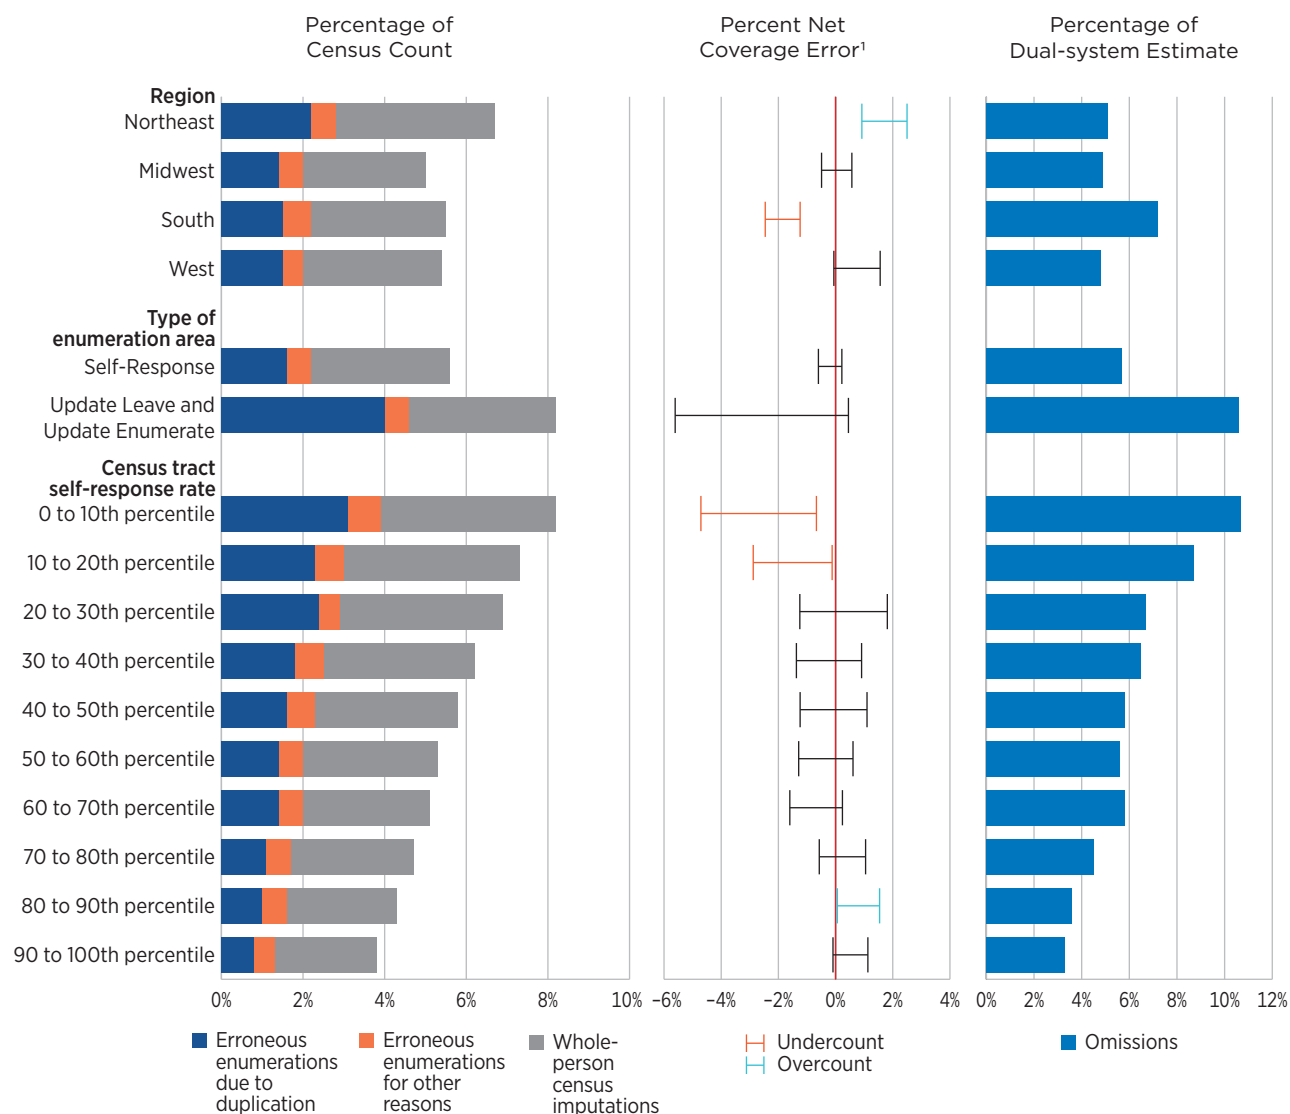 Percentage of
Census Count
Percent Net
Coverage Error¹
Percentage of
Dual-system Estimate
Region
Northeast
Midwest
South
West
Type of
enumeration area
Self-Response
Update Leave and
Update Enumerate
Census tract
self-response rate
0 to 10th percentile
10 to 20th percentile
20 to 30th percentile
30 to 40th percentile
40 to 50th percentile
50 to 60th percentile
60 to 70th percentile
70 to 80th percentile
80 to 90th percentile
90 to 100th percentile
0% 2% 4% 6% 8% 10%
−6% −4% −2% 0% 2% 4%
0% 2% 4% 6% 8% 10% 12%
Erroneous
enumerations
due to
duplication
Erroneous
enumerations
for other
reasons
Whole-
person
census
imputations
Undercount
Overcount
Omissions